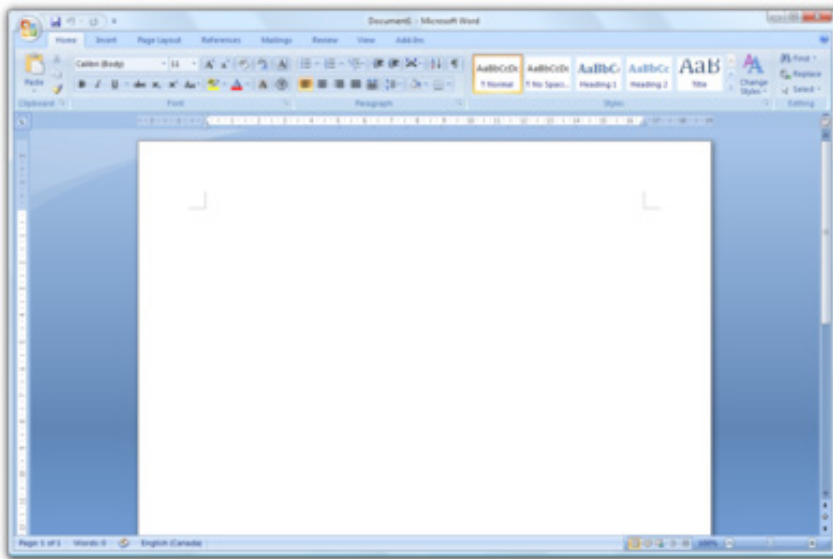 Document6 - Microsoft Word
Home Insert Page Layout References Mailings Review View Add-Ins
Paste
Calibri (Body) 11
AaBbCcDc AaBbCcDc AaBbC AaBbCc AaB
¶ Normal ¶ No Spaci... Heading 1 Heading 2 Title
Change Styles
Find
Replace
Select
Clipboard Font Paragraph Styles Editing
Page 1 of 1 Words: 0 English (Canada) 100%